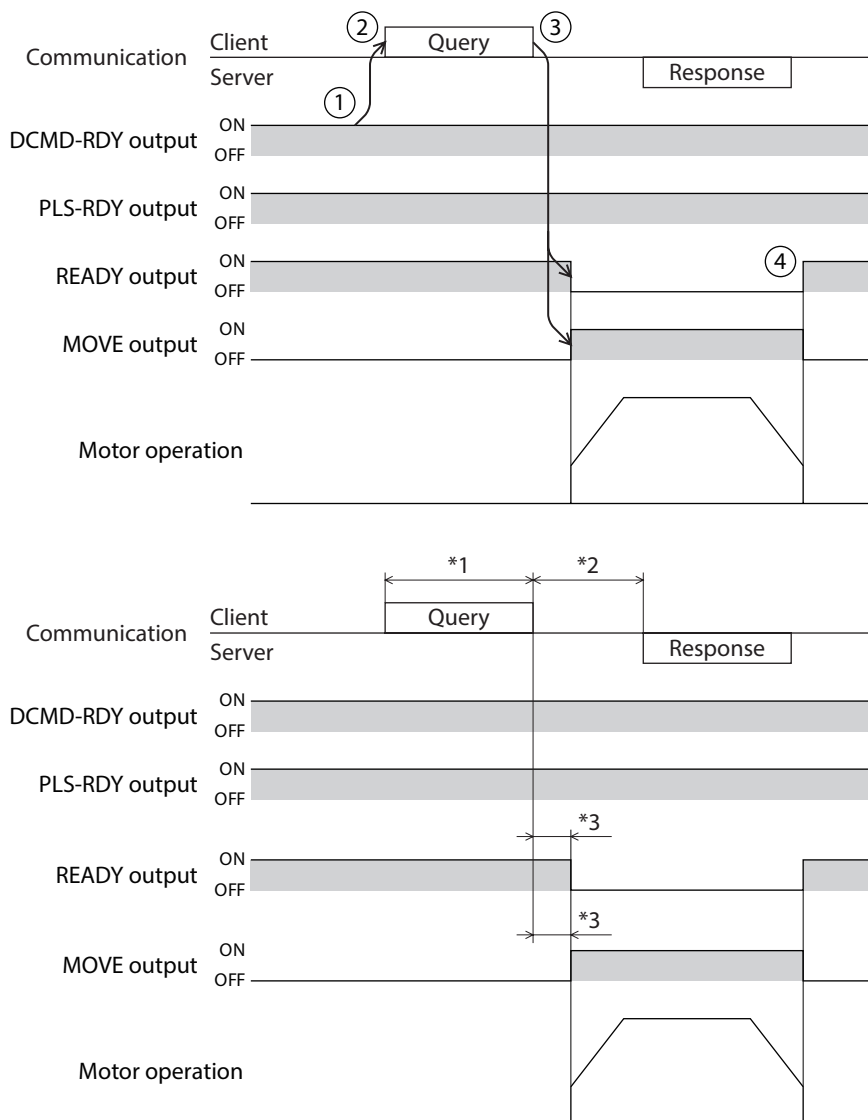 ② Query ③
Communication Client
Server
Response
①
DCMD-RDY output ON
OFF
PLS-RDY output ON
OFF
READY output ON
OFF
④
MOVE output ON
OFF
Motor operation
*1 *2
Communication Client
Query
Server
Response
DCMD-RDY output ON
OFF
PLS-RDY output ON
OFF
*3
READY output ON
OFF
*3
MOVE output ON
OFF
Motor operation